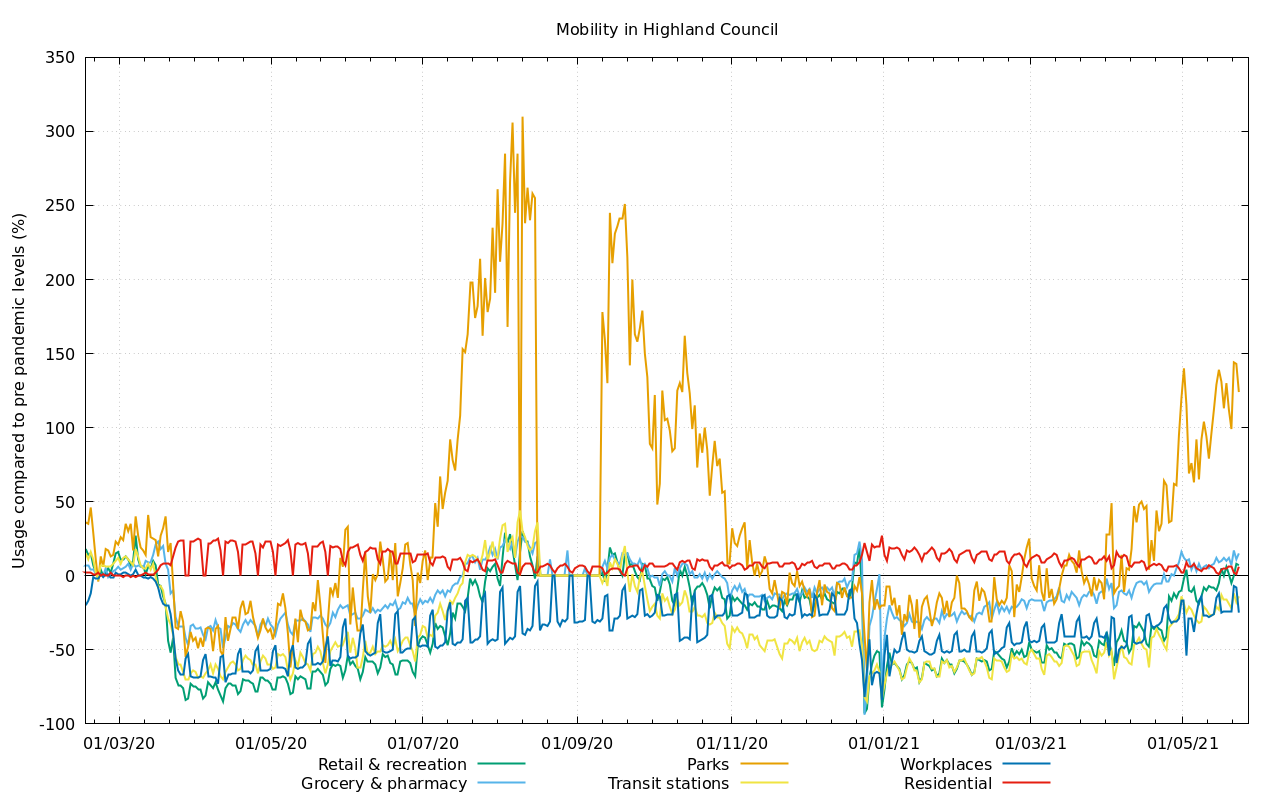 Mobility in Highland Council
Usage compared to pre pandemic levels (%)
350
300
250
200
150
100
50
0
-50
-100
01/03/20 01/05/20 01/07/20 01/09/20 01/11/20 01/01/21 01/03/21 01/05/21
Retail & recreation Parks Workplaces
Grocery & pharmacy Transit stations Residential